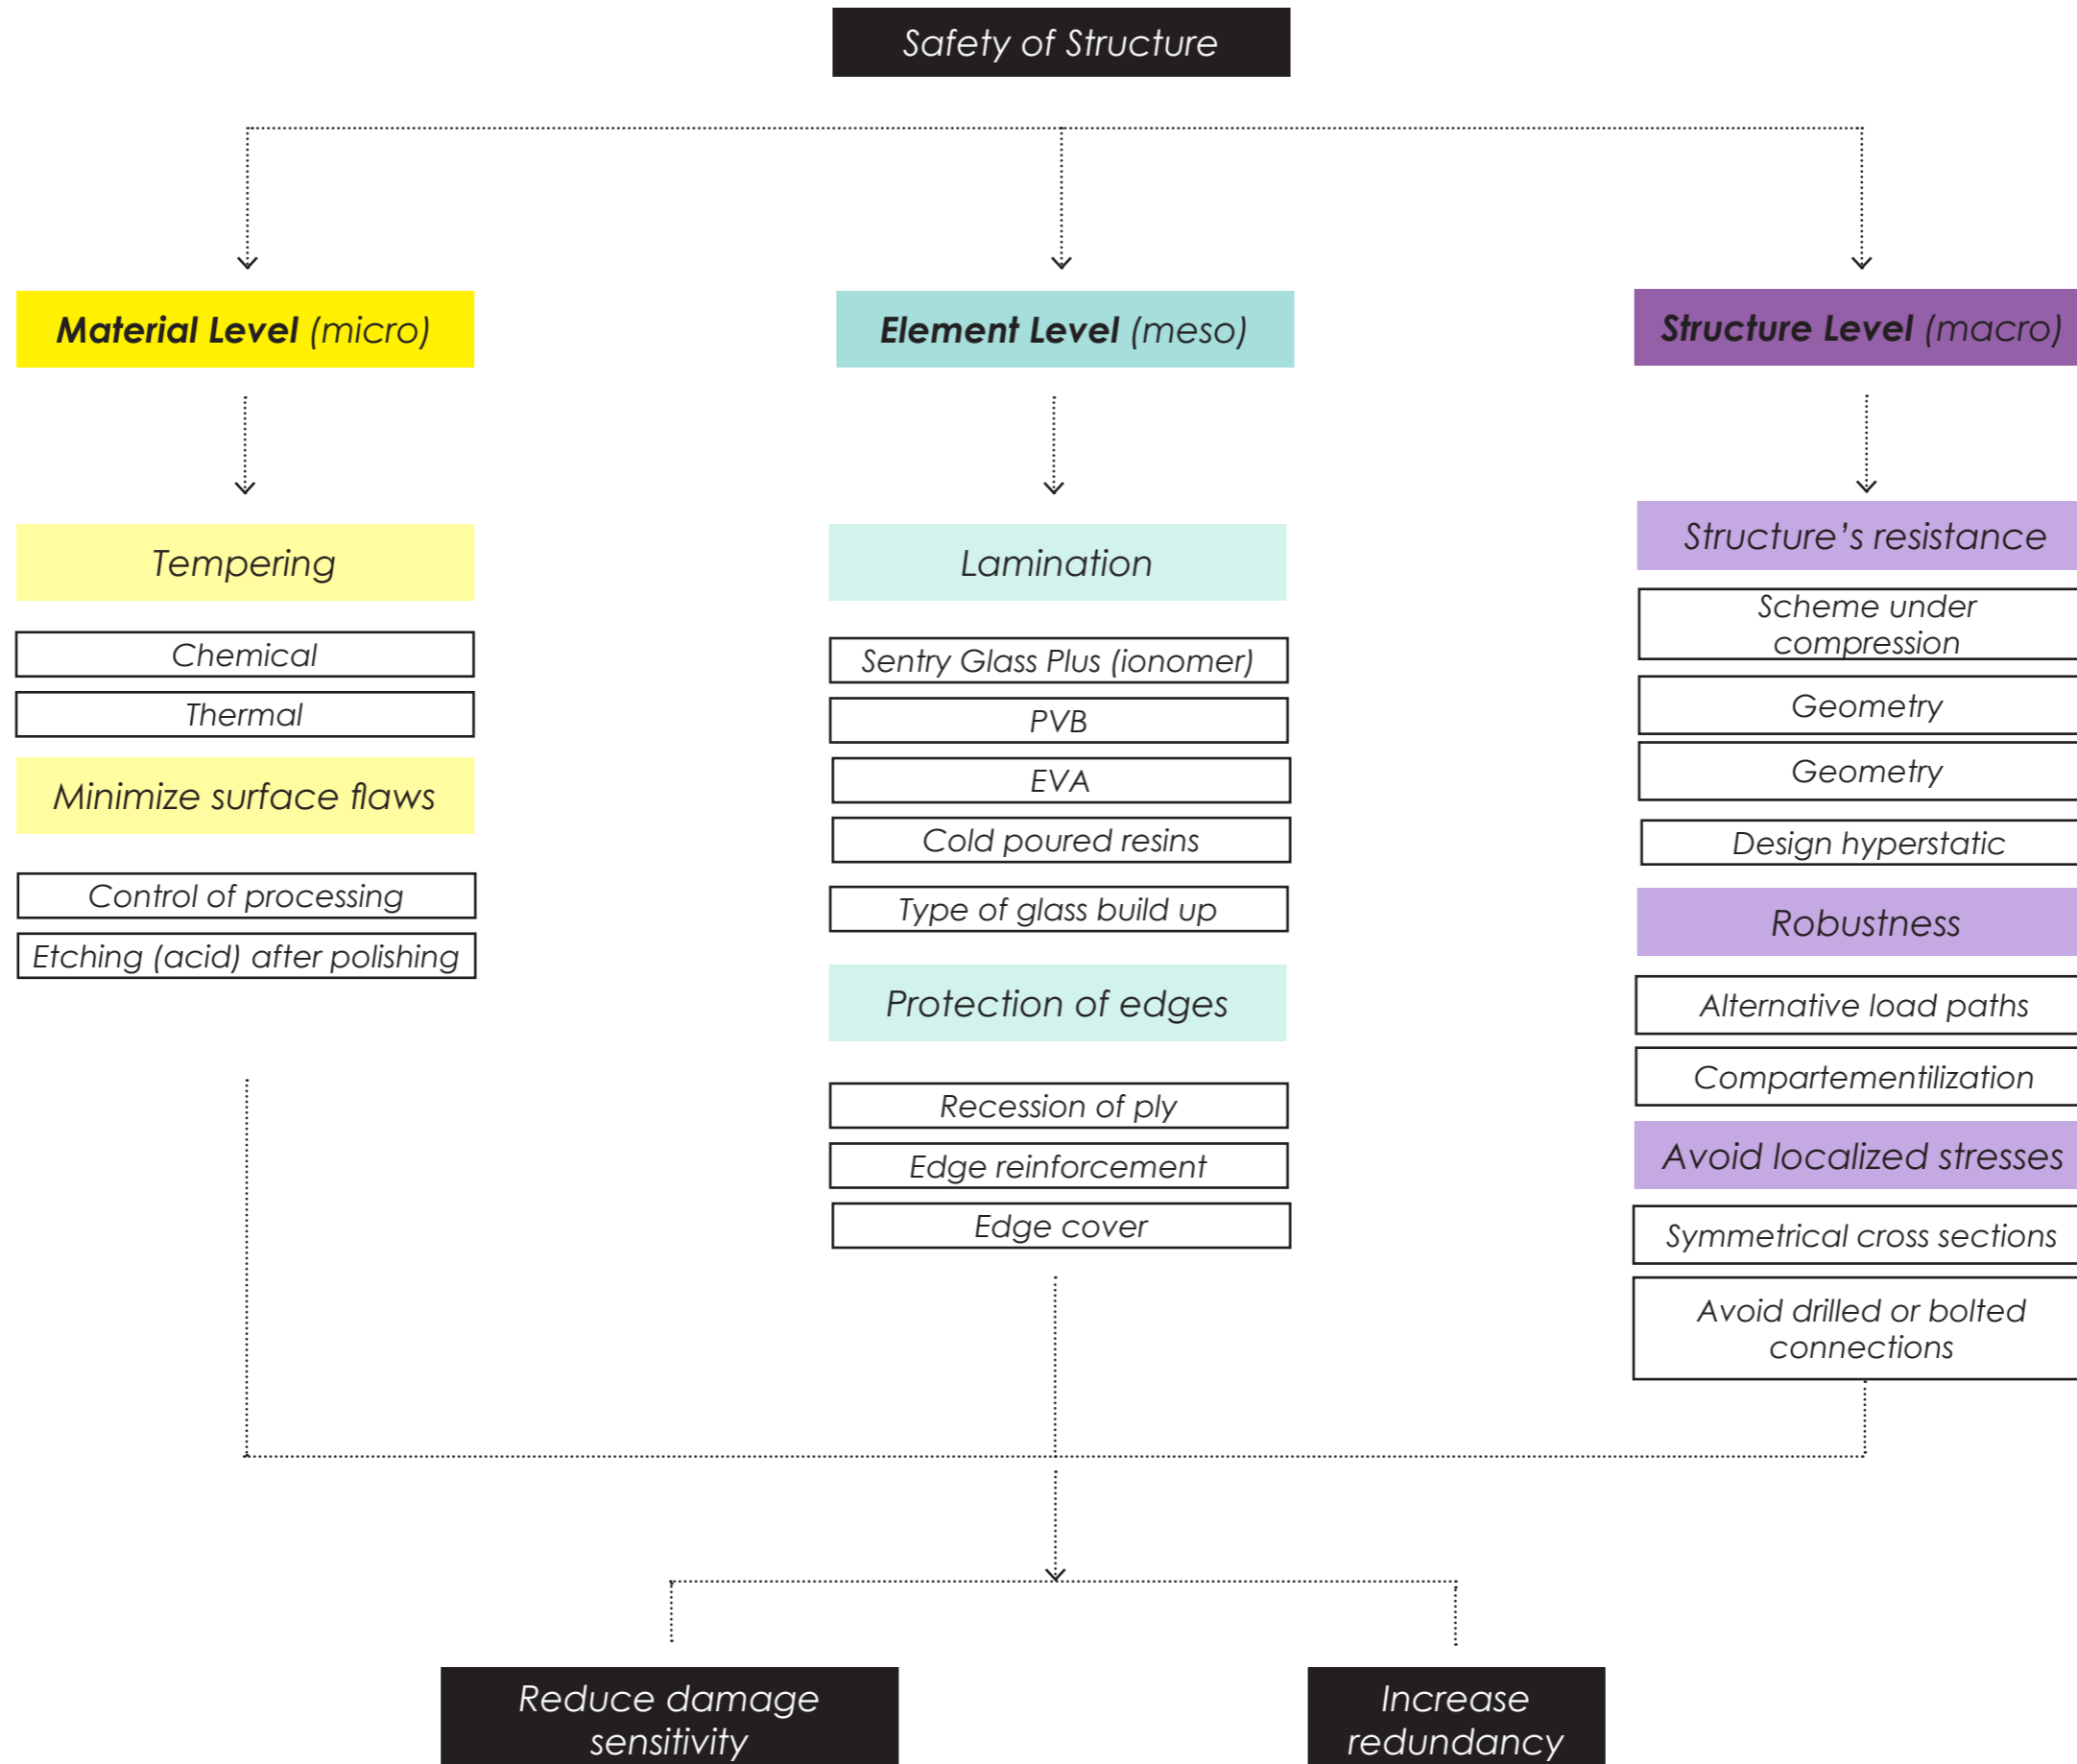 Safety of Structure
Material Level (micro)
Tempering
Chemical
Thermal
Minimize surface flaws
Control of processing
Etching (acid) after polishing
Element Level (meso)
Lamination
Sentry Glass Plus (ionomer)
PVB
EVA
Cold poured resins
Type of glass build up
Protection of edges
Recession of ply
Edge reinforcement
Edge cover
Structure Level (macro)
Structure’s resistance
Scheme under
compression
Geometry
Geometry
Design hyperstatic
Robustness
Alternative load paths
Compartementilization
Avoid localized stresses
Symmetrical cross sections
Avoid drilled or bolted
connections
Reduce damage
sensitivity
Increase
redundancy